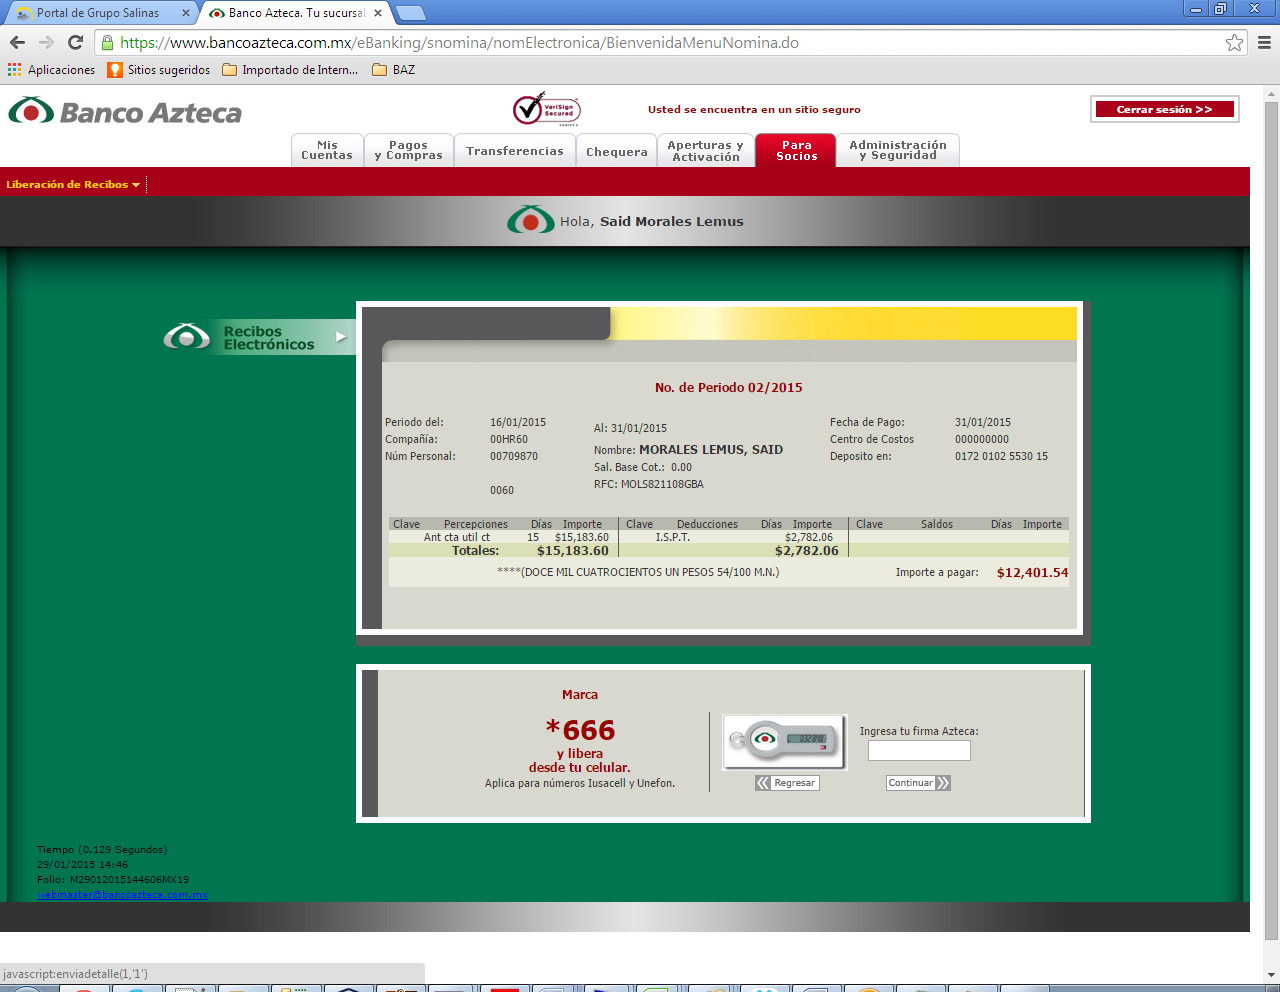 Portal de Grupo Salinas
Banco Azteca. Tu sucursal
https://www.bancoazteca.com.mx/eBanking/snomina/nomElectronica/BienvenidaMenuNomina.do
Aplicaciones
Sitios sugeridos
Importado de Intern...
BAZ
Banco Azteca
VeriSign
Secured
VERIFY
Usted se encuentra en un sitio seguro
Cerrar sesión >>
Mis Cuentas
Pagos y Compras
Transferencias
Chequera
Aperturas y Activación
Para Socios
Administración y Seguridad
Liberación de Recibos
Hola, Said Morales Lemus
Recibos
Electrónicos
No. de Periodo 02/2015
Periodo del: 16/01/2015 Al: 31/01/2015 Fecha de Pago: 31/01/2015
Compañía: 00HR60 Nombre: MORALES LEMUS, SAID Centro de Costos 000000000
Núm Personal: 00709870 Sal. Base Cot.: 0.00 Deposito en: 0172 0102 5530 15
0060 RFC: MOLS821108GBA
Clave Percepciones Días Importe Clave Deducciones Días Importe Clave Saldos Días Importe
Ant cta util ct 15 $15,183.60 I.S.P.T. $2,782.06
Totales: $15,183.60 $2,782.06
****(DOCE MIL CUATROCIENTOS UN PESOS 54/100 M.N.) Importe a pagar: $12,401.54
Marca
*666
y libera
desde tu celular.
Aplica para números Iusacell y Unefon.
Regresar
Ingresa tu firma Azteca:
Continuar
Tiempo (0.129 Segundos)
29/01/2015 14:46
Folio: M29012015144606MX19
webmaster@bancoazteca.com.mx
javascript:enviadetalle(1,'1')